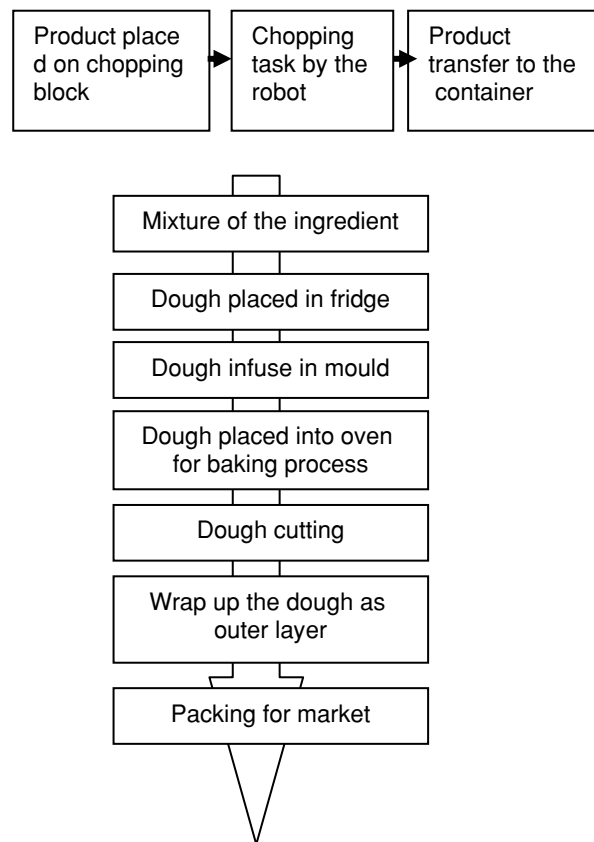 Product place
d on chopping
block
Chopping
task by the
robot
Product
transfer to the
container
Mixture of the ingredient
Dough placed in fridge
Dough infuse in mould
Dough placed into oven
for baking process
Dough cutting
Wrap up the dough as
outer layer
Packing for market